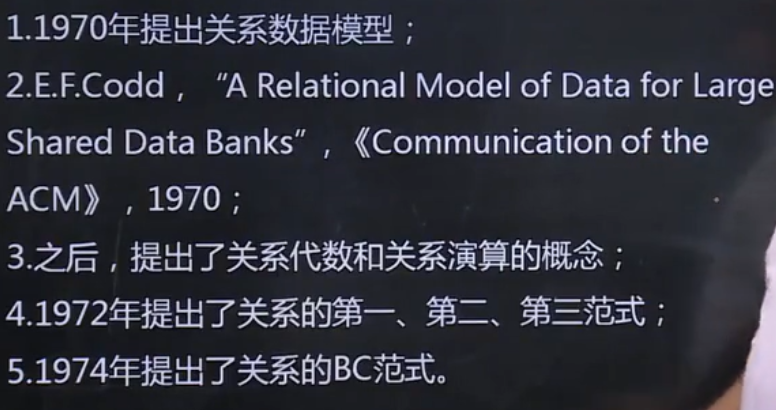 1.1970年提出关系数据模型；
2.E.F.Codd，“A Relational Model of Data for Large
Shared Data Banks”,《Communication of the
ACM》，1970；
3.之后，提出了关系代数和关系演算的概念；
4.1972年提出了关系的第一、第二、第三范式；
5.1974年提出了关系的BC范式。